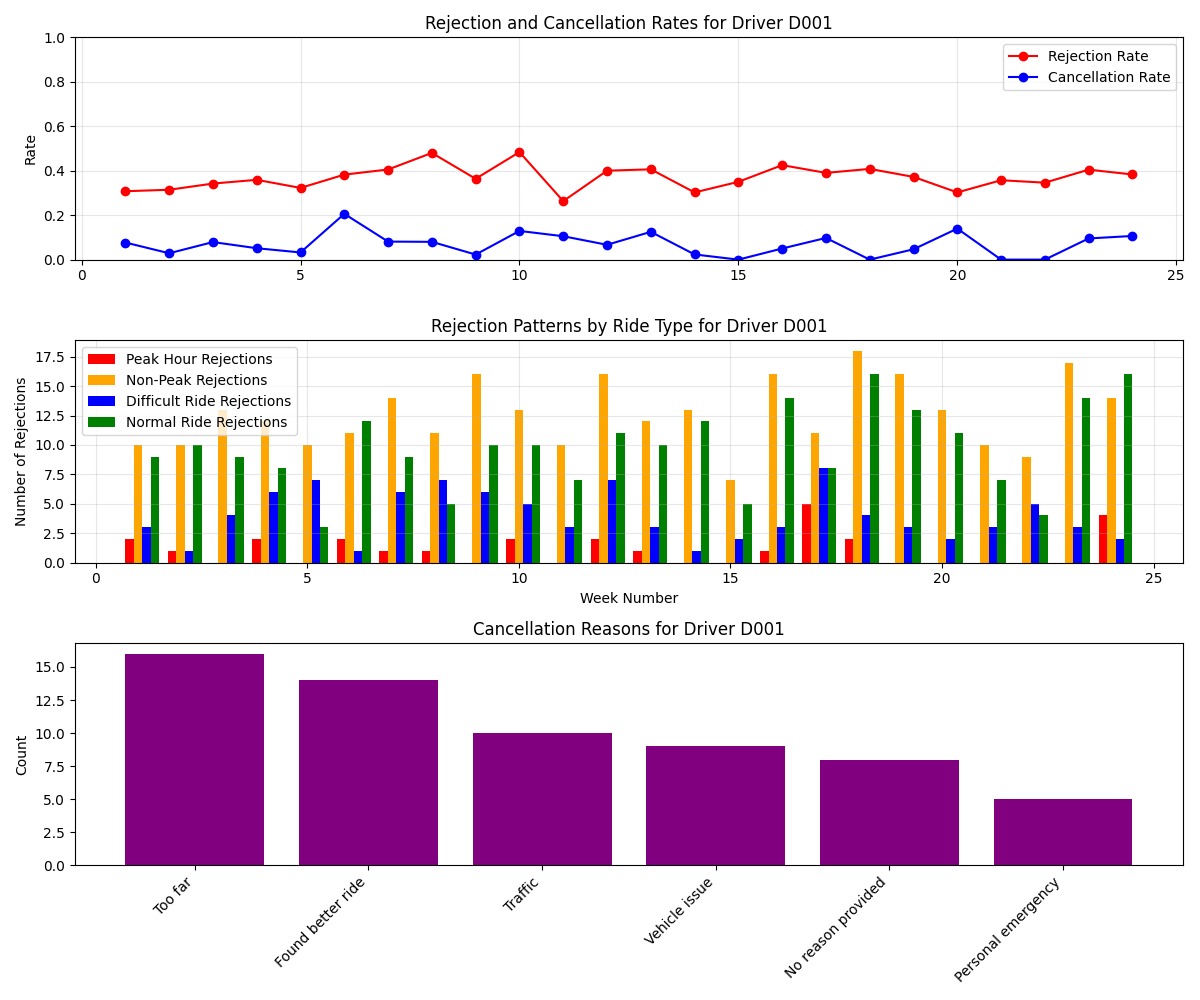 Rejection and Cancellation Rates for Driver D001
1.0
0.8
0.6
0.4
0.2
0.0
Rate
Rejection Rate
Cancellation Rate
0 5 10 15 20 25
Rejection Patterns by Ride Type for Driver D001
17.5
15.0
12.5
10.0
7.5
5.0
2.5
0.0
Number of Rejections
Peak Hour Rejections
Non-Peak Rejections
Difficult Ride Rejections
Normal Ride Rejections
0 5 10 15 20 25
Week Number
Cancellation Reasons for Driver D001
15.0
12.5
10.0
7.5
5.0
2.5
0.0
Count
Too far
Found better ride
Traffic
Vehicle issue
No reason provided
Personal emergency